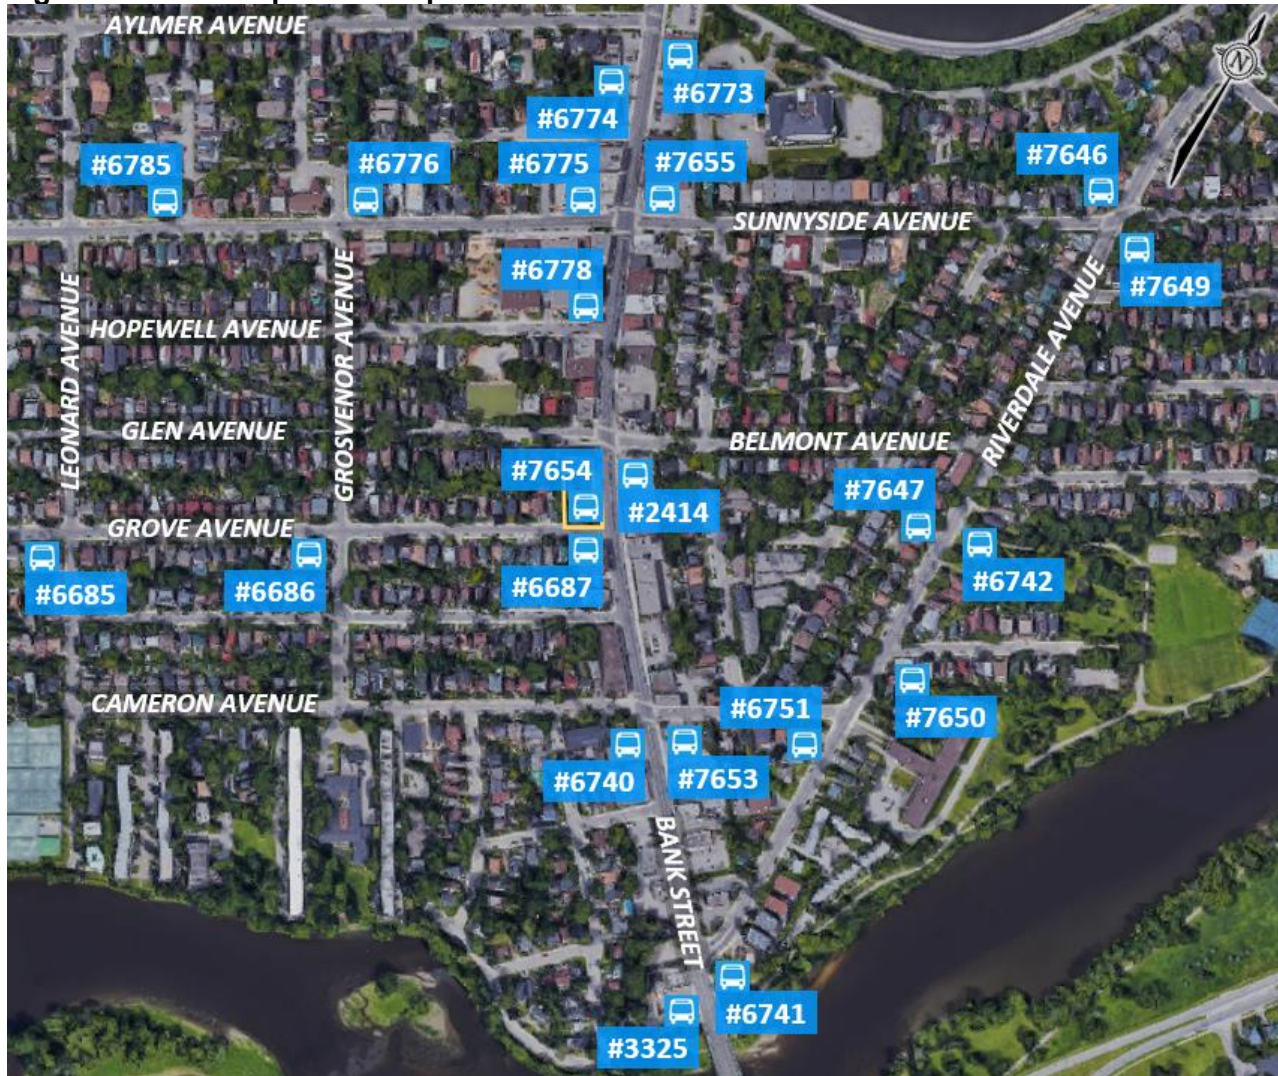 AYLMER AVENUE
#6773
#6774
#6785
#6776
#6775
#7655
#7646
N
SUNNYSIDE AVENUE
#6778
#7649
LEONARD AVENUE
HOPEWELL AVENUE
GROSVENOR AVENUE
RIVERDALE AVENUE
GLEN AVENUE
BELMONT AVENUE
#7654
#7647
#2414
GROVE AVENUE
#6685
#6686
#6687
#6742
CAMERON AVENUE
#6751
#7650
#6740
#7653
BANK STREET
#6741
#3325